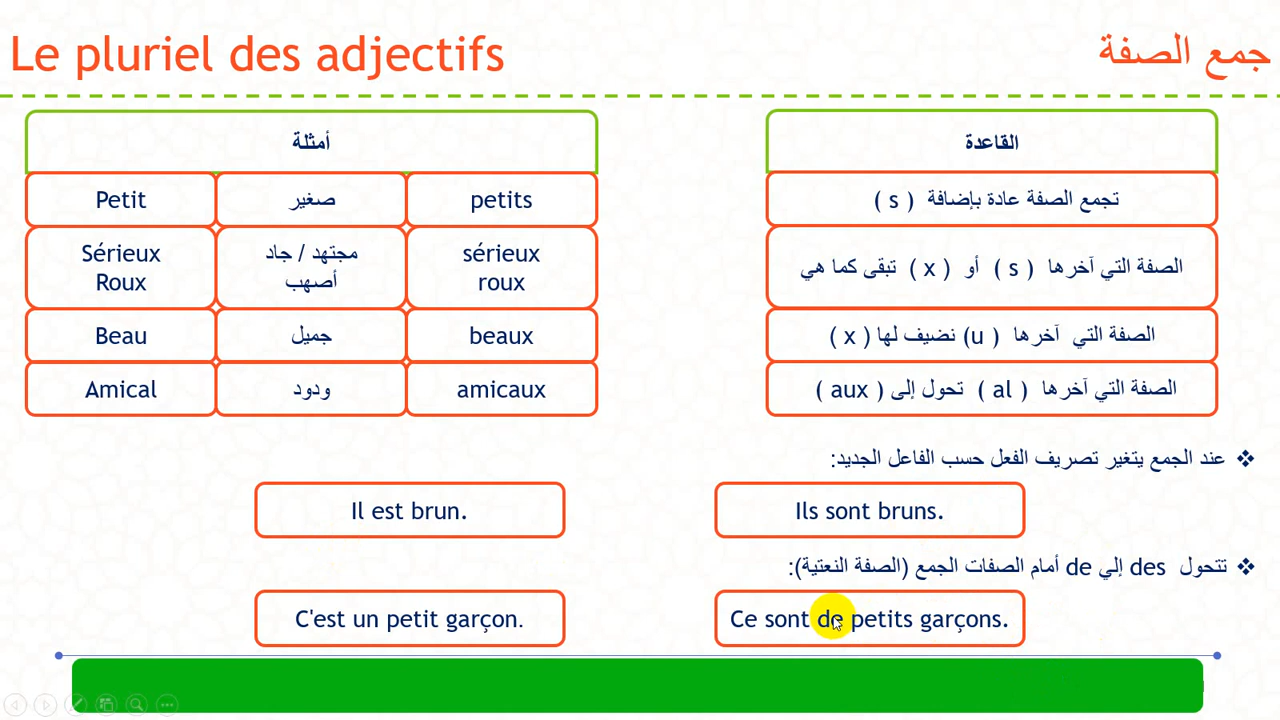 Le pluriel des adjectifs
جمع الصفة
أمثلة
Petit صغير petits
Sérieux مجتهد / جاد sérieux
Roux أصهب roux
Beau جميل beaux
Amical ودود amicaux
القاعدة
تجمع الصفة عادة بإضافة ( s )
الصفة التي آخرها ( s ) أو ( x ) تبقى كما هي
الصفة التي آخرها ( u) نضيف لها ( x )
الصفة التي آخرها ( al ) تحول إلى ( aux )
❖ عند الجمع يتغير تصريف الفعل حسب الفاعل الجديد:
Il est brun.
Ils sont bruns.
❖ تتحول des إلي de أمام الصفات الجمع (الصفة النعتية):
C'est un petit garçon.
Ce sont de petits garçons.